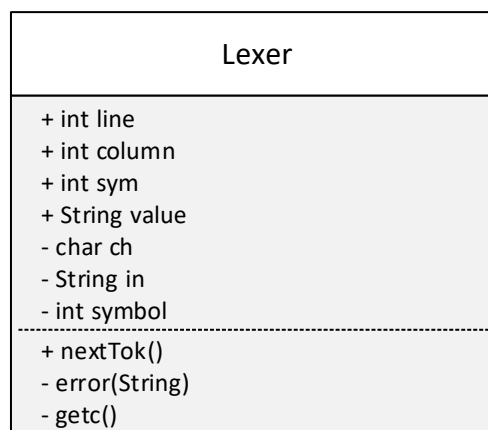 Lexer
+ int line
+ int column
+ int sym
+ String value
- char ch
- String in
- int symbol
+ nextTok()
- error(String)
- getc()